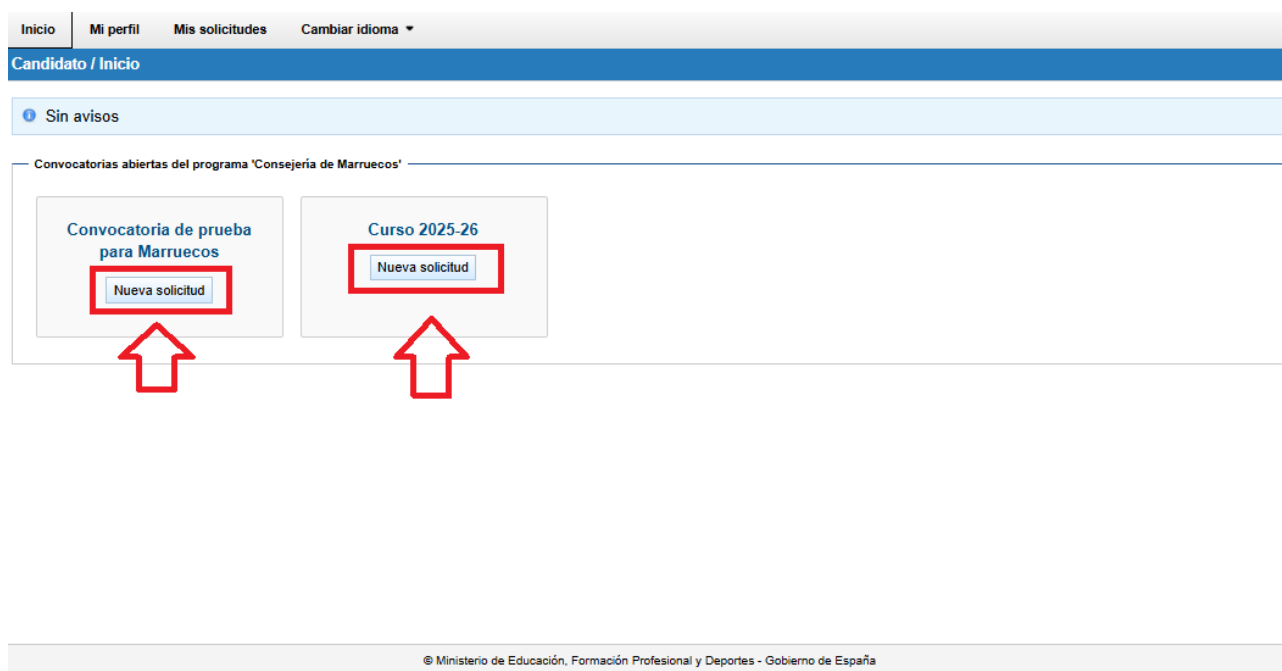 Inicio Mi perfil Mis solicitudes Cambiar idioma
Candidato / Inicio
Sin avisos
Convocatorias abiertas del programa 'Consejería de Marruecos'
Convocatoria de prueba
para Marruecos
Nueva solicitud
Curso 2025-26
Nueva solicitud
© Ministerio de Educación, Formación Profesional y Deportes - Gobierno de España